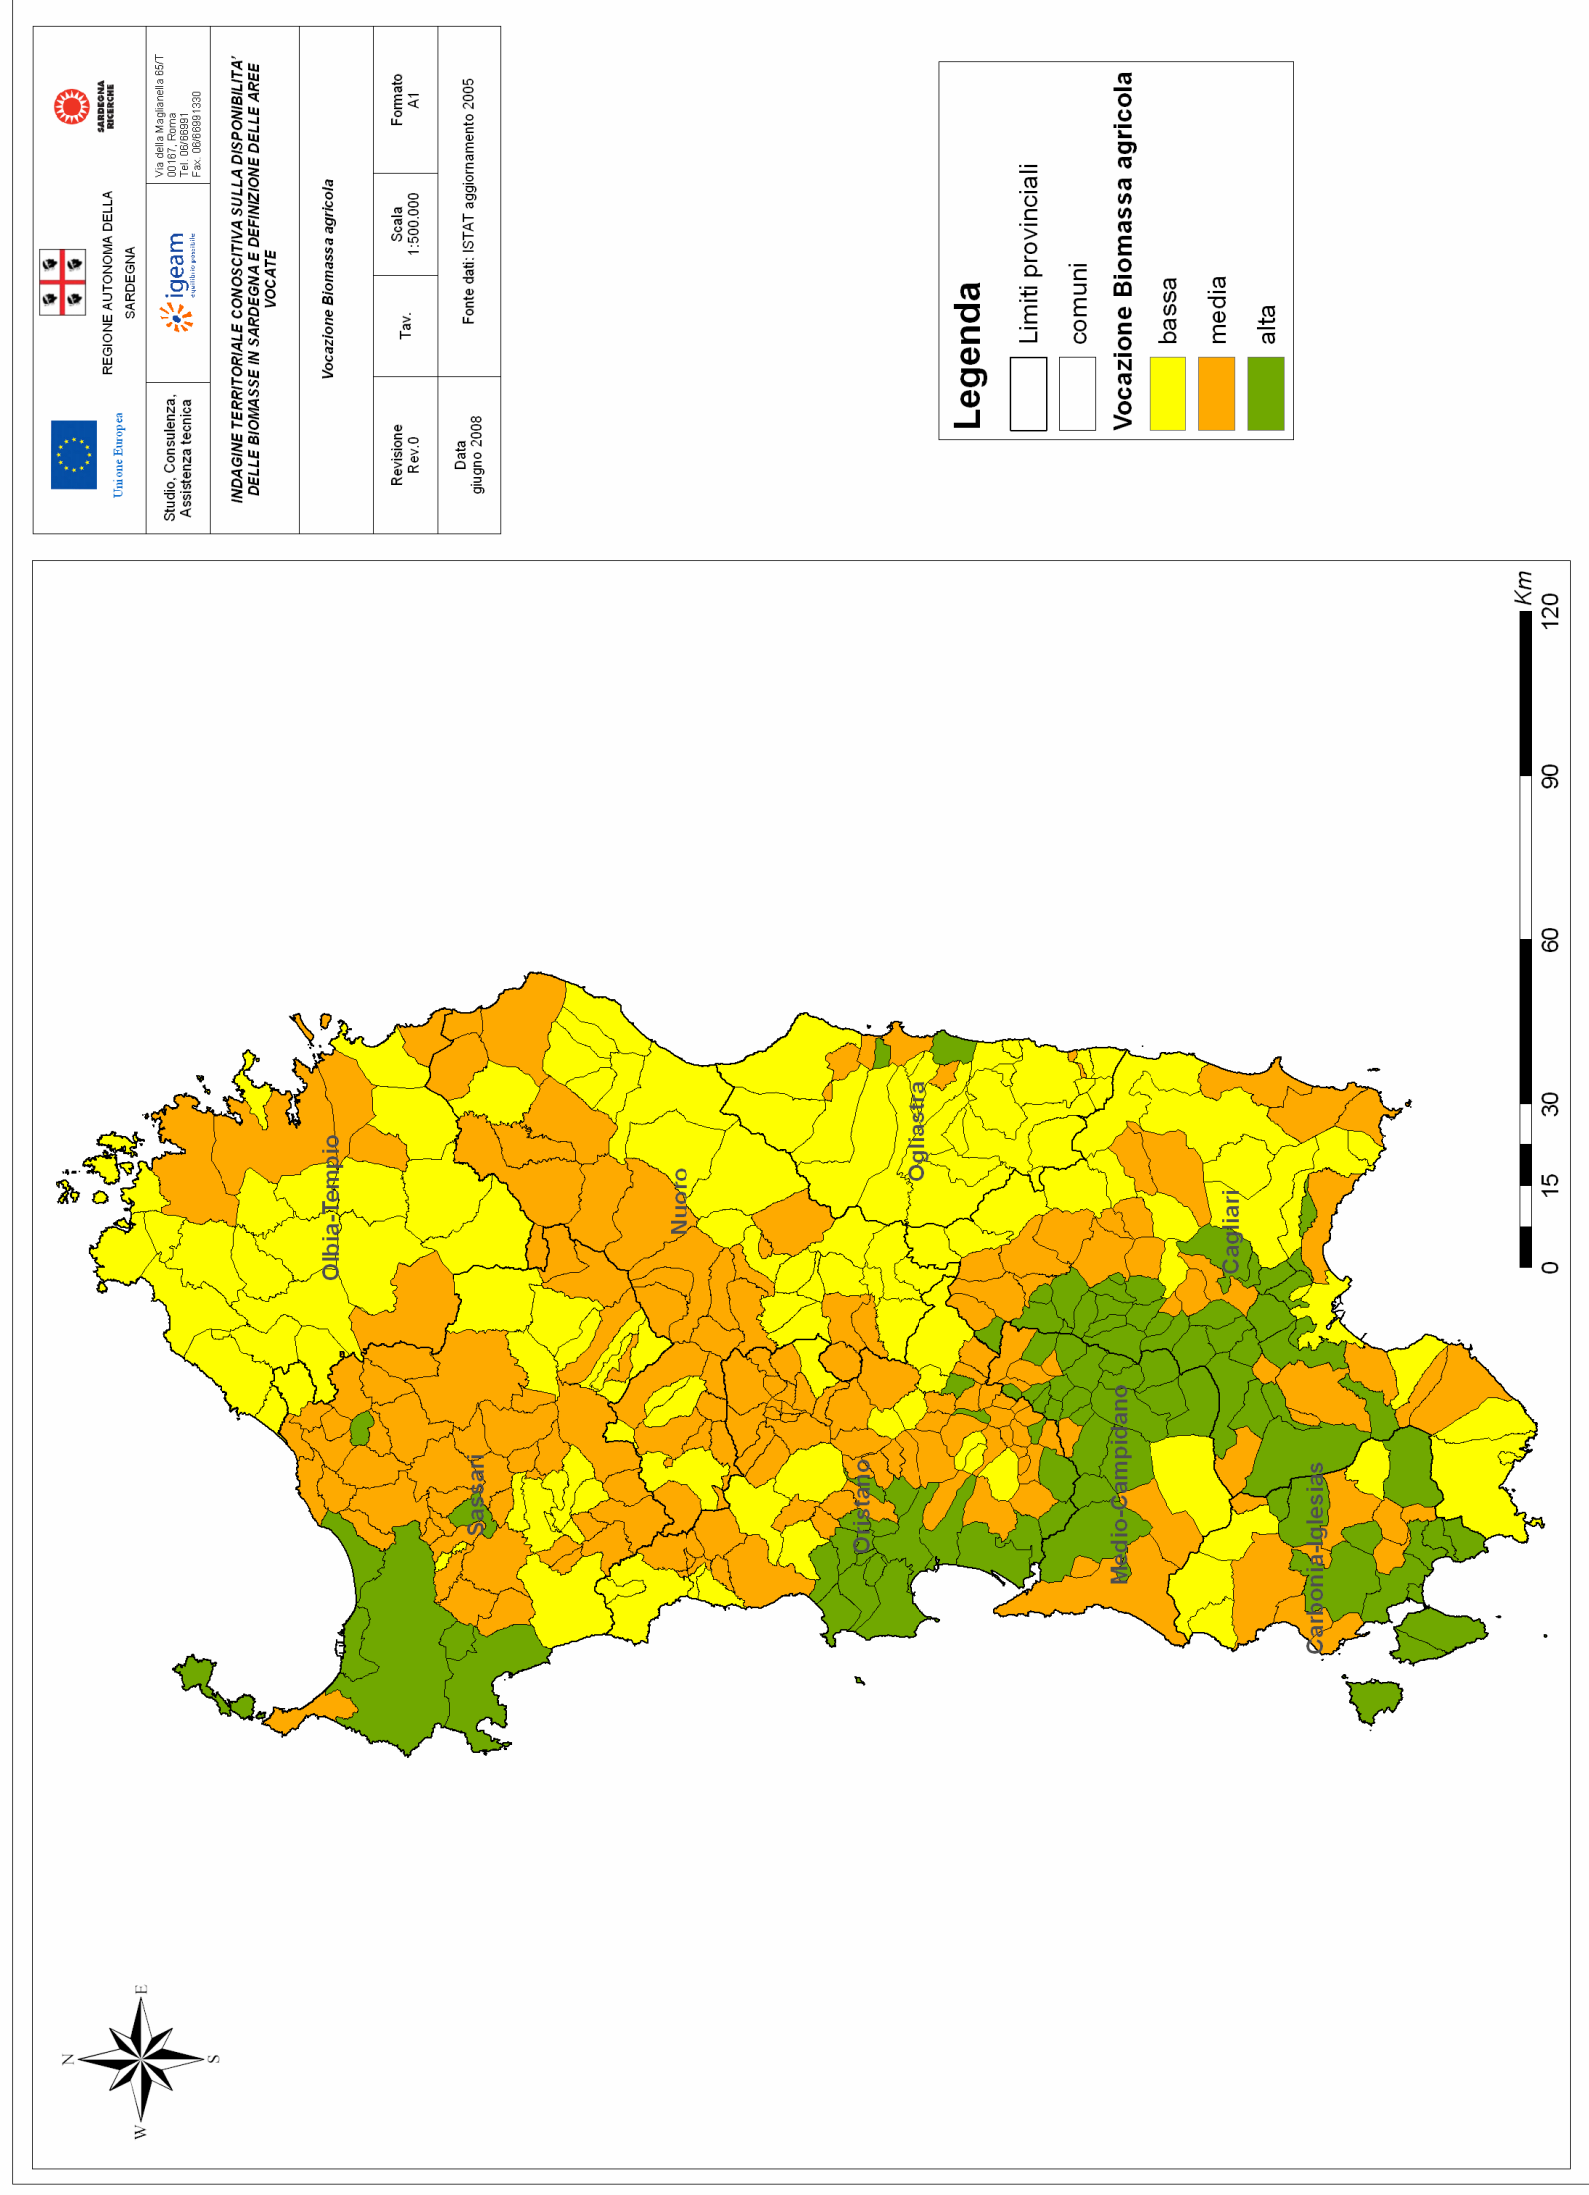 Unione Europea
REGIONE AUTONOMA DELLA
SARDEGNA
SARDEGNA
RICERCHE
Studio, Consulenza,
Assistenza tecnica
igeam
equilibrio possibile
Via della Maglianella 65/T
00167, Roma
Tel. 06/66991
Fax. 06/66991330
INDAGINE TERRITORIALE CONOSCITIVA SULLA DISPONIBILITA'
DELLE BIOMASSE IN SARDEGNA E DEFINIZIONE DELLE AREE
VOCATE
Vocazione Biomassa agricola
Revisione
Rev.0
Tav.
Scala
1:500.000
Formato
A1
Data
giugno 2008
Fonte dati: ISTAT aggiornamento 2005
Legenda
Limiti provinciali
comuni
Vocazione Biomassa agricola
bassa
media
alta
N
W
E
S
Olbia-Tempio
Sassari
Nuoro
Oristano
Ogliastra
Medio-Campidano
Cagliari
Carbonia-Iglesias
Km
0 15 30 60 90 120